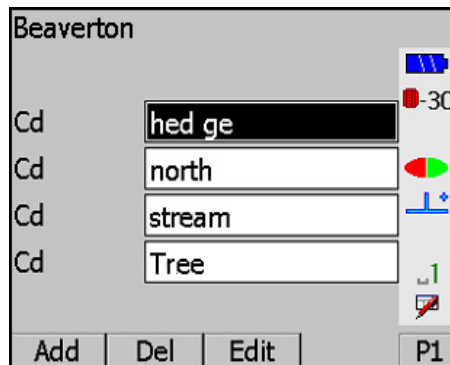 Beaverton
-30
Cd hed ge
Cd north
Cd stream
Cd Tree
1
Add Del Edit P1